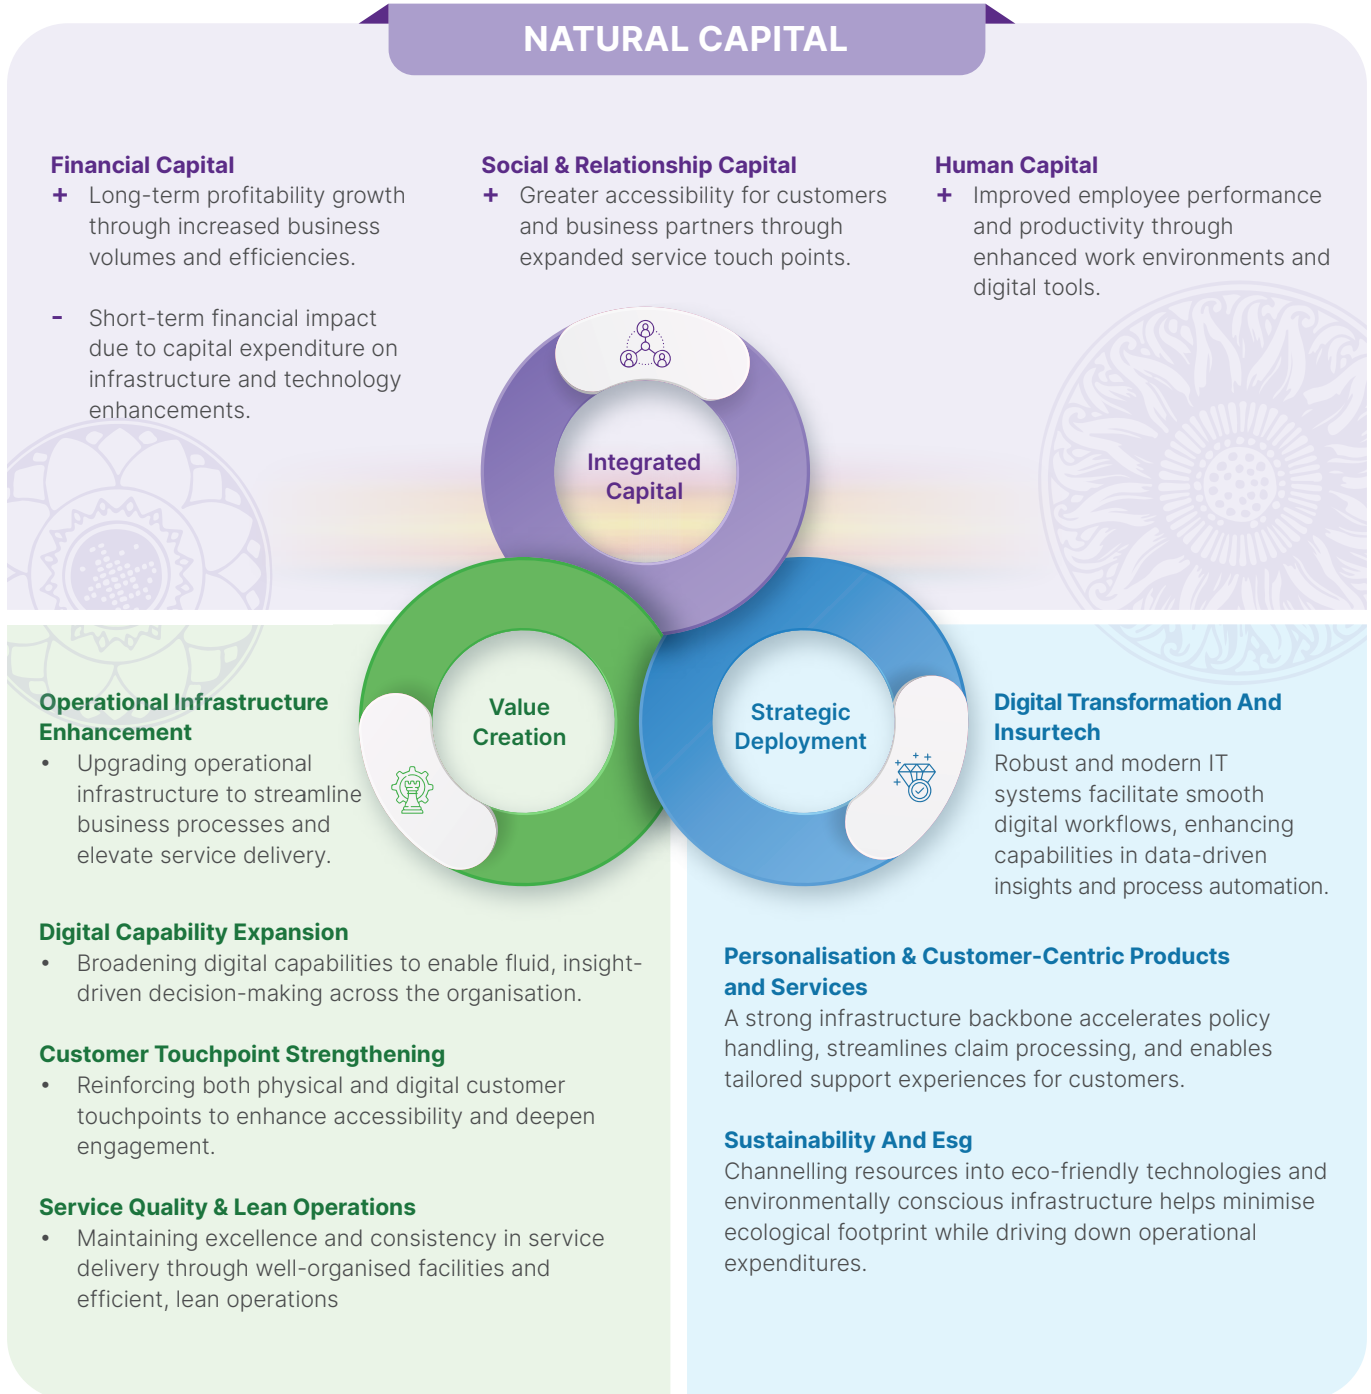 NATURAL CAPITAL
Financial Capital
+ Long-term profitability growth
through increased business
volumes and efficiencies.
- Short-term financial impact
due to capital expenditure on
infrastructure and technology
enhancements.
Social & Relationship Capital
+ Greater accessibility for customers
and business partners through
expanded service touch points.
Human Capital
+ Improved employee performance
and productivity through
enhanced work environments and
digital tools.
Integrated
Capital
Value
Creation
Strategic
Deployment
Operational Infrastructure
Enhancement
• Upgrading operational
infrastructure to streamline
business processes and
elevate service delivery.
Digital Capability Expansion
• Broadening digital capabilities to enable fluid, insight-
driven decision-making across the organisation.
Customer Touchpoint Strengthening
• Reinforcing both physical and digital customer
touchpoints to enhance accessibility and deepen
engagement.
Service Quality & Lean Operations
• Maintaining excellence and consistency in service
delivery through well-organised facilities and
efficient, lean operations
Digital Transformation And
Insurtech
Robust and modern IT
systems facilitate smooth
digital workflows, enhancing
capabilities in data-driven
insights and process automation.
Personalisation & Customer-Centric Products
and Services
A strong infrastructure backbone accelerates policy
handling, streamlines claim processing, and enables
tailored support experiences for customers.
Sustainability And Esg
Channelling resources into eco-friendly technologies and
environmentally conscious infrastructure helps minimise
ecological footprint while driving down operational
expenditures.